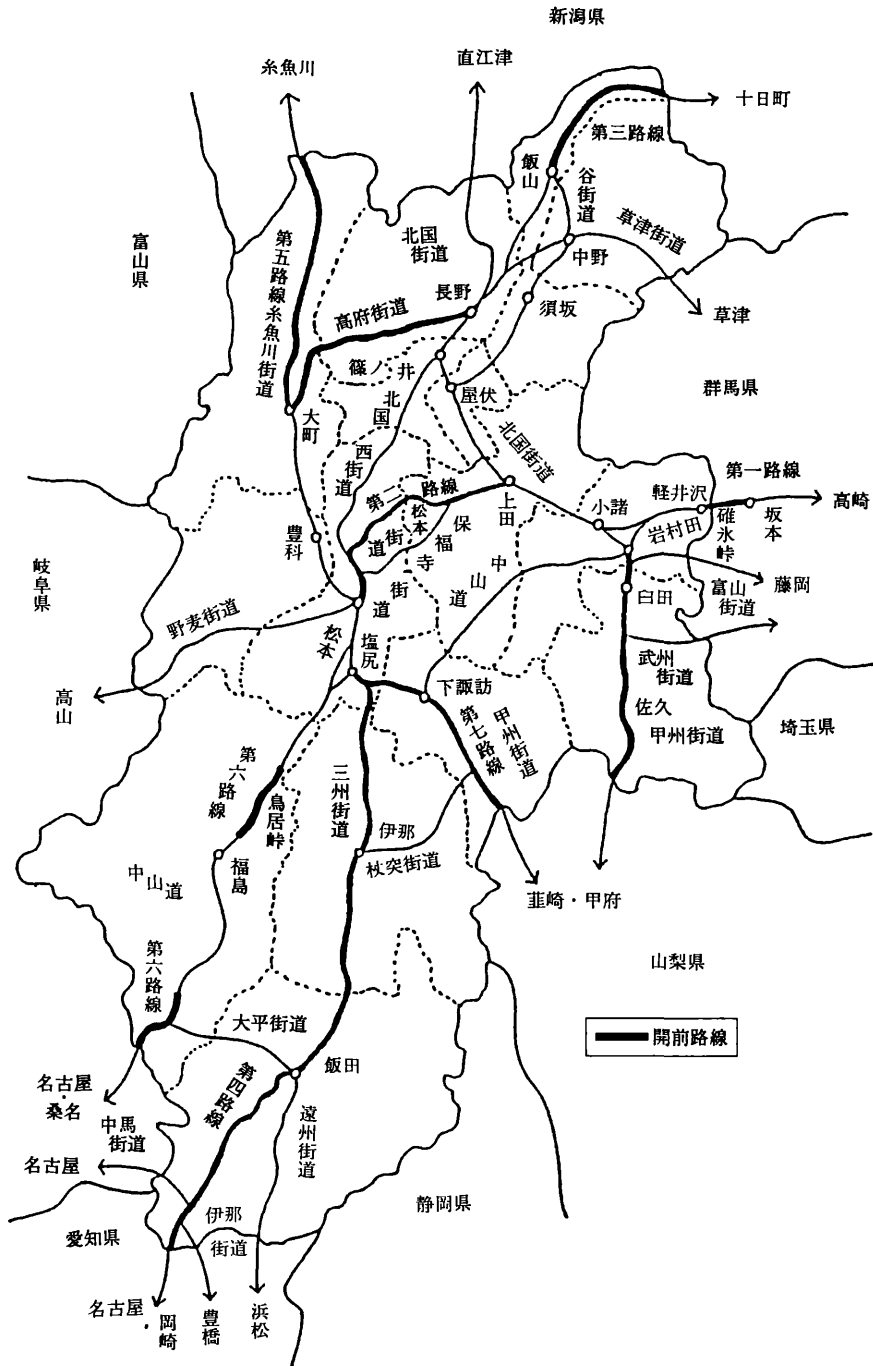 新潟県
糸魚川
直江津
十日町
第三路線
飯山
谷街道
草津街道
富山県
北国
街道
中野
第五路線糸魚川街道
長野
高府街道
須坂
草津
篠ノ井
屋伏
群馬県
大町
北国
西街道
北国街道
第二路線
上田
小諸
軽井沢
第一路線
高崎
坂本
碓氷峠
岩村田
松本
街道
保福寺
街道
豊科
中山道
岐阜県
臼田
富山
街道
藤岡
野麦街道
松本
塩尻
武州
街道
高山
下諏訪
佐久
甲州街道
埼玉県
第七路線
甲州街道
第六路線
鳥居峠
三州街道
伊那
杖突街道
福島
中山道
韮崎・甲府
山梨県
第六路線
大平街道
開前路線
飯田
名古屋・桑名
第四路線
中馬
街道
遠州街道
名古屋
静岡県
伊那
街道
愛知県
名古屋・岡崎
豊橋
浜松